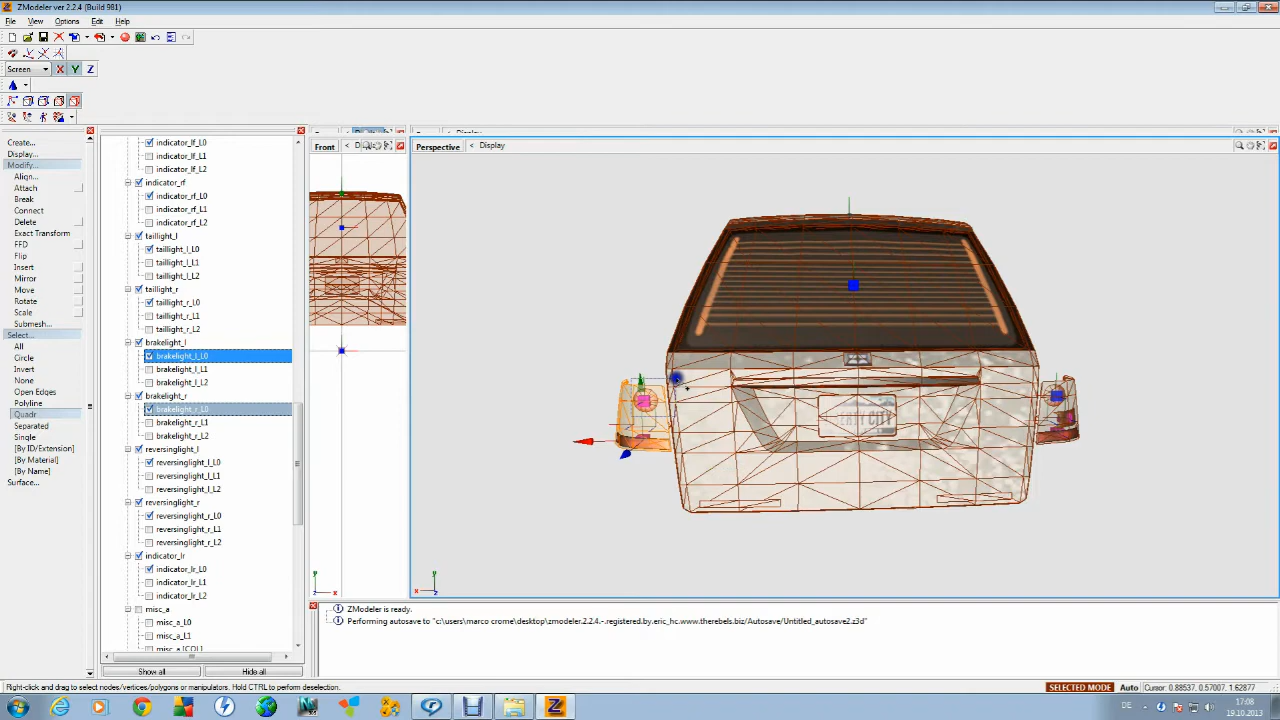 ZModeler ver 2.2.4 (Build 981)
File View Options Edit Help
Screen X Y Z
Create...
Display...
Modify...
Align...
Attach
Break
Connect
Delete
Exact Transform
FFD
Flip
Insert
Mirror
Move
Rotate
Scale
Submesh...
Select...
All
Circle
Invert
None
Open Edges
Polyline
Quadr
Separated
Single
[By ID/Extension]
[By Material]
[By Name]
Surface...
indicator_lf_L0
indicator_lf_L1
indicator_lf_L2
indicator_rf
indicator_rf_L0
indicator_rf_L1
indicator_rf_L2
taillight_l
taillight_l_L0
taillight_l_L1
taillight_l_L2
taillight_r
taillight_r_L0
taillight_r_L1
taillight_r_L2
brakelight_l
brakelight_l_L0
brakelight_l_L1
brakelight_l_L2
brakelight_r
brakelight_r_L0
brakelight_r_L1
brakelight_r_L2
reversinglight_l
reversinglight_l_L0
reversinglight_l_L1
reversinglight_l_L2
reversinglight_r
reversinglight_r_L0
reversinglight_r_L1
reversinglight_r_L2
indicator_lr
indicator_lr_L0
indicator_lr_L1
indicator_lr_L2
misc_a
misc_a_L0
misc_a_L1
misc_a [COL]
Show all Hide all
Front
Perspective < Display
CITY
ZModeler is ready.
Performing autosave to "c:\users\marco crome\desktop\zmodeler.2.2.4.-.registered.by.eric_hc.www.therebels.biz/Autosave/Untitled_autosave2.z3d"
Right-click and drag to select nodes/vertices/polygons or manipulators. Hold CTRL to perform deselection.
SELECTED MODE Auto Cursor: 0.88537, 0.57007, 1.62877
DE
17:08
19.10.2013